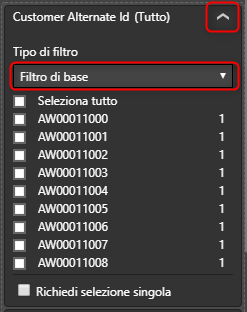 Customer Alternate Id (Tutto)
Tipo di filtro
Filtro di base
Seleziona tutto
AW00011000 1
AW00011001 1
AW00011002 1
AW00011003 1
AW00011004 1
AW00011005 1
AW00011006 1
AW00011007 1
AW00011008 1
Richiedi selezione singola